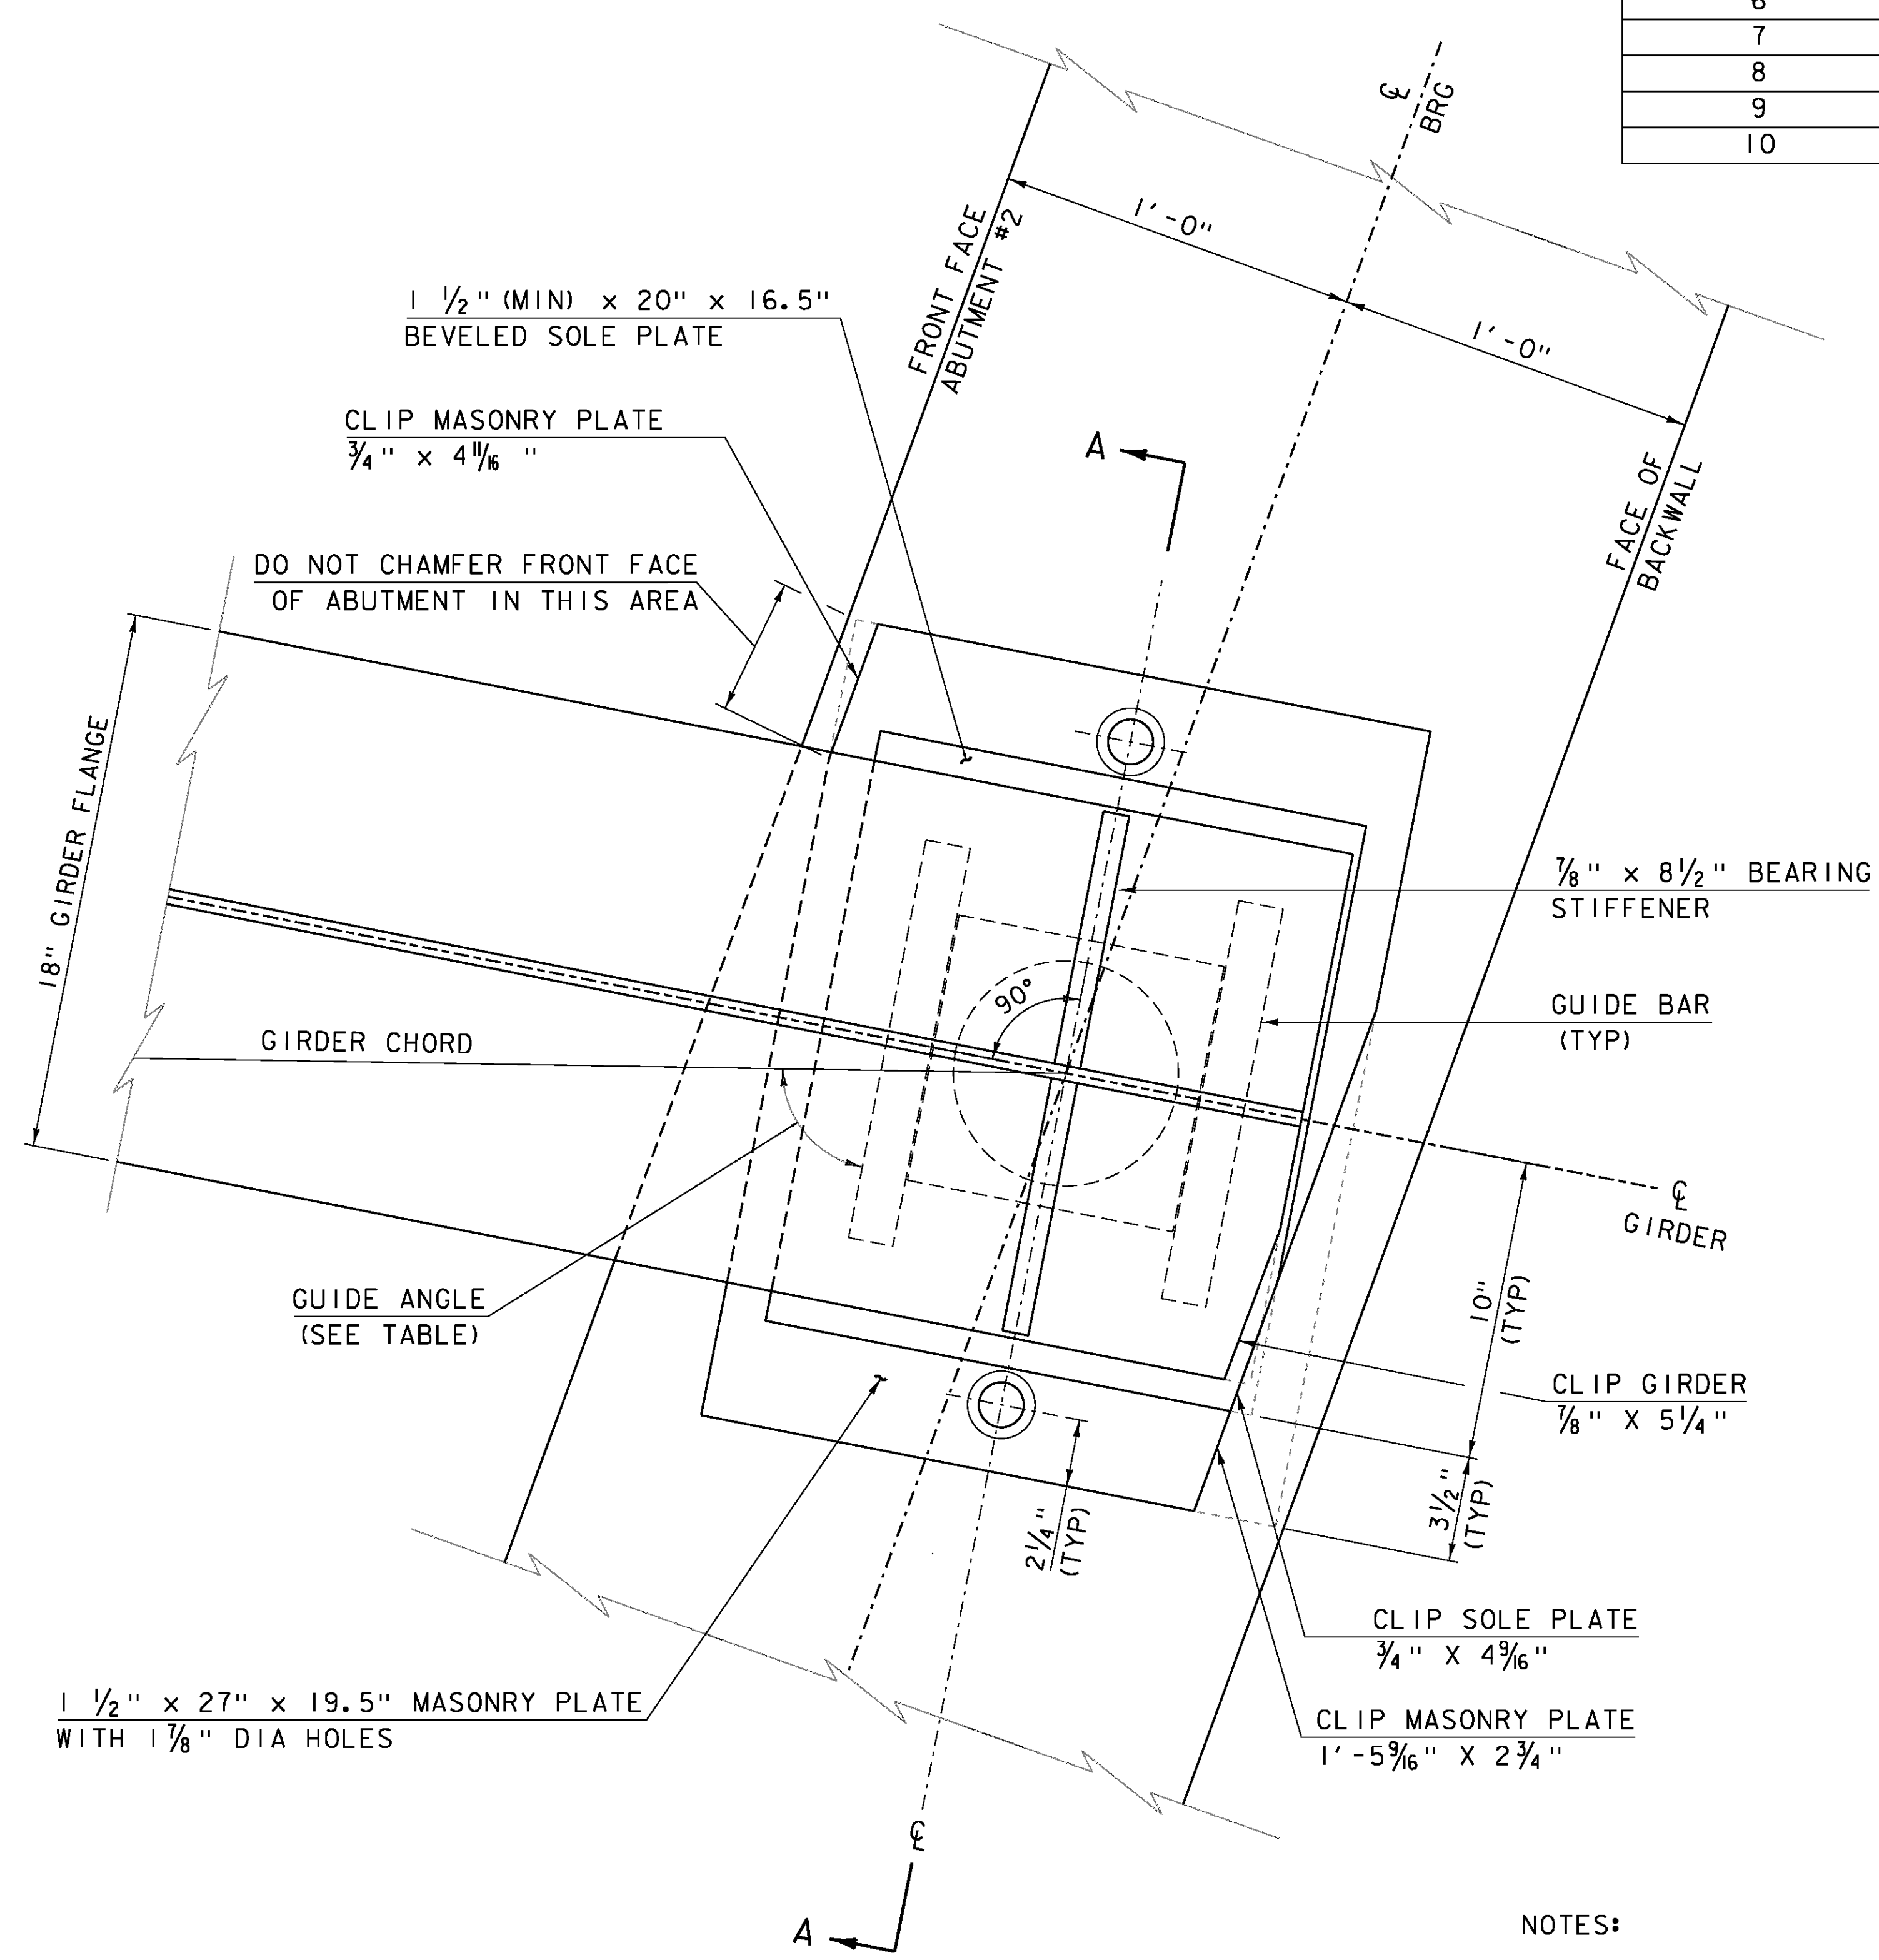 6
7
8
9
10
℄
BRG
1'-0"
1'-0"
FRONT FACE
ABUTMENT #2
FACE OF
BACKWALL
1 1/2" (MIN) x 20" x 16.5"
BEVELED SOLE PLATE
CLIP MASONRY PLATE
3/4" x 4 11/16 "
A
DO NOT CHAMFER FRONT FACE
OF ABUTMENT IN THIS AREA
18" GIRDER FLANGE
7/8" x 8 1/2" BEARING
STIFFENER
90°
GUIDE BAR
(TYP)
GIRDER CHORD
℄
GIRDER
GUIDE ANGLE
(SEE TABLE)
10"
(TYP)
CLIP GIRDER
7/8" X 5 1/4"
3 1/2"
(TYP)
2 1/4"
(TYP)
CLIP SOLE PLATE
3/4" X 4 9/16"
1 1/2" x 27" x 19.5" MASONRY PLATE
WITH 1 7/8" DIA HOLES
CLIP MASONRY PLATE
1'-5 9/16" X 2 3/4"
℄
A
NOTES: